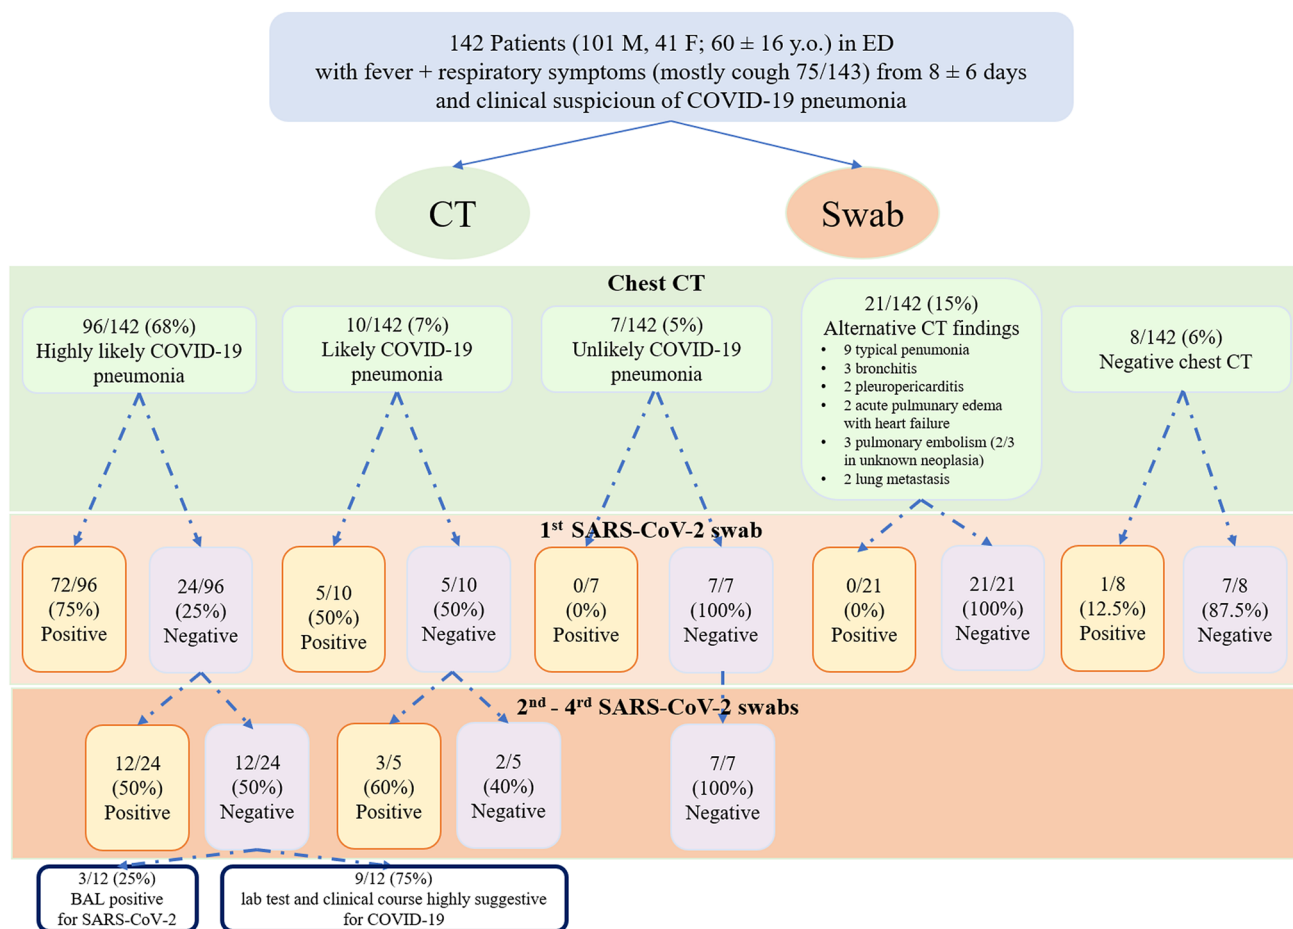 142 Patients (101 M, 41 F; 60 ± 16 y.o.) in ED
with fever + respiratory symptoms (mostly cough 75/143) from 8 ± 6 days
and clinical suspicioun of COVID-19 pneumonia
CT
Swab
Chest CT
96/142 (68%)
Highly likely COVID-19
pneumonia
10/142 (7%)
Likely COVID-19
pneumonia
7/142 (5%)
Unlikely COVID-19
pneumonia
21/142 (15%)
Alternative CT findings
• 9 typical penumonia
• 3 bronchitis
• 2 pleuropericarditis
• 2 acute pulmunary edema
with heart failure
• 3 pulmonary embolism (2/3
in unknown neoplasia)
• 2 lung metastasis
8/142 (6%)
Negative chest CT
1st SARS-CoV-2 swab
72/96
(75%)
Positive
24/96
(25%)
Negative
5/10
(50%)
Positive
5/10
(50%)
Negative
0/7
(0%)
Positive
7/7
(100%)
Negative
0/21
(0%)
Positive
21/21
(100%)
Negative
1/8
(12.5%)
Positive
7/8
(87.5%)
Negative
2nd - 4rd SARS-CoV-2 swabs
12/24
(50%)
Positive
12/24
(50%)
Negative
3/5
(60%)
Positive
2/5
(40%)
Negative
7/7
(100%)
Negative
3/12 (25%)
BAL positive
for SARS-CoV-2
9/12 (75%)
lab test and clinical course highly suggestive
for COVID-19